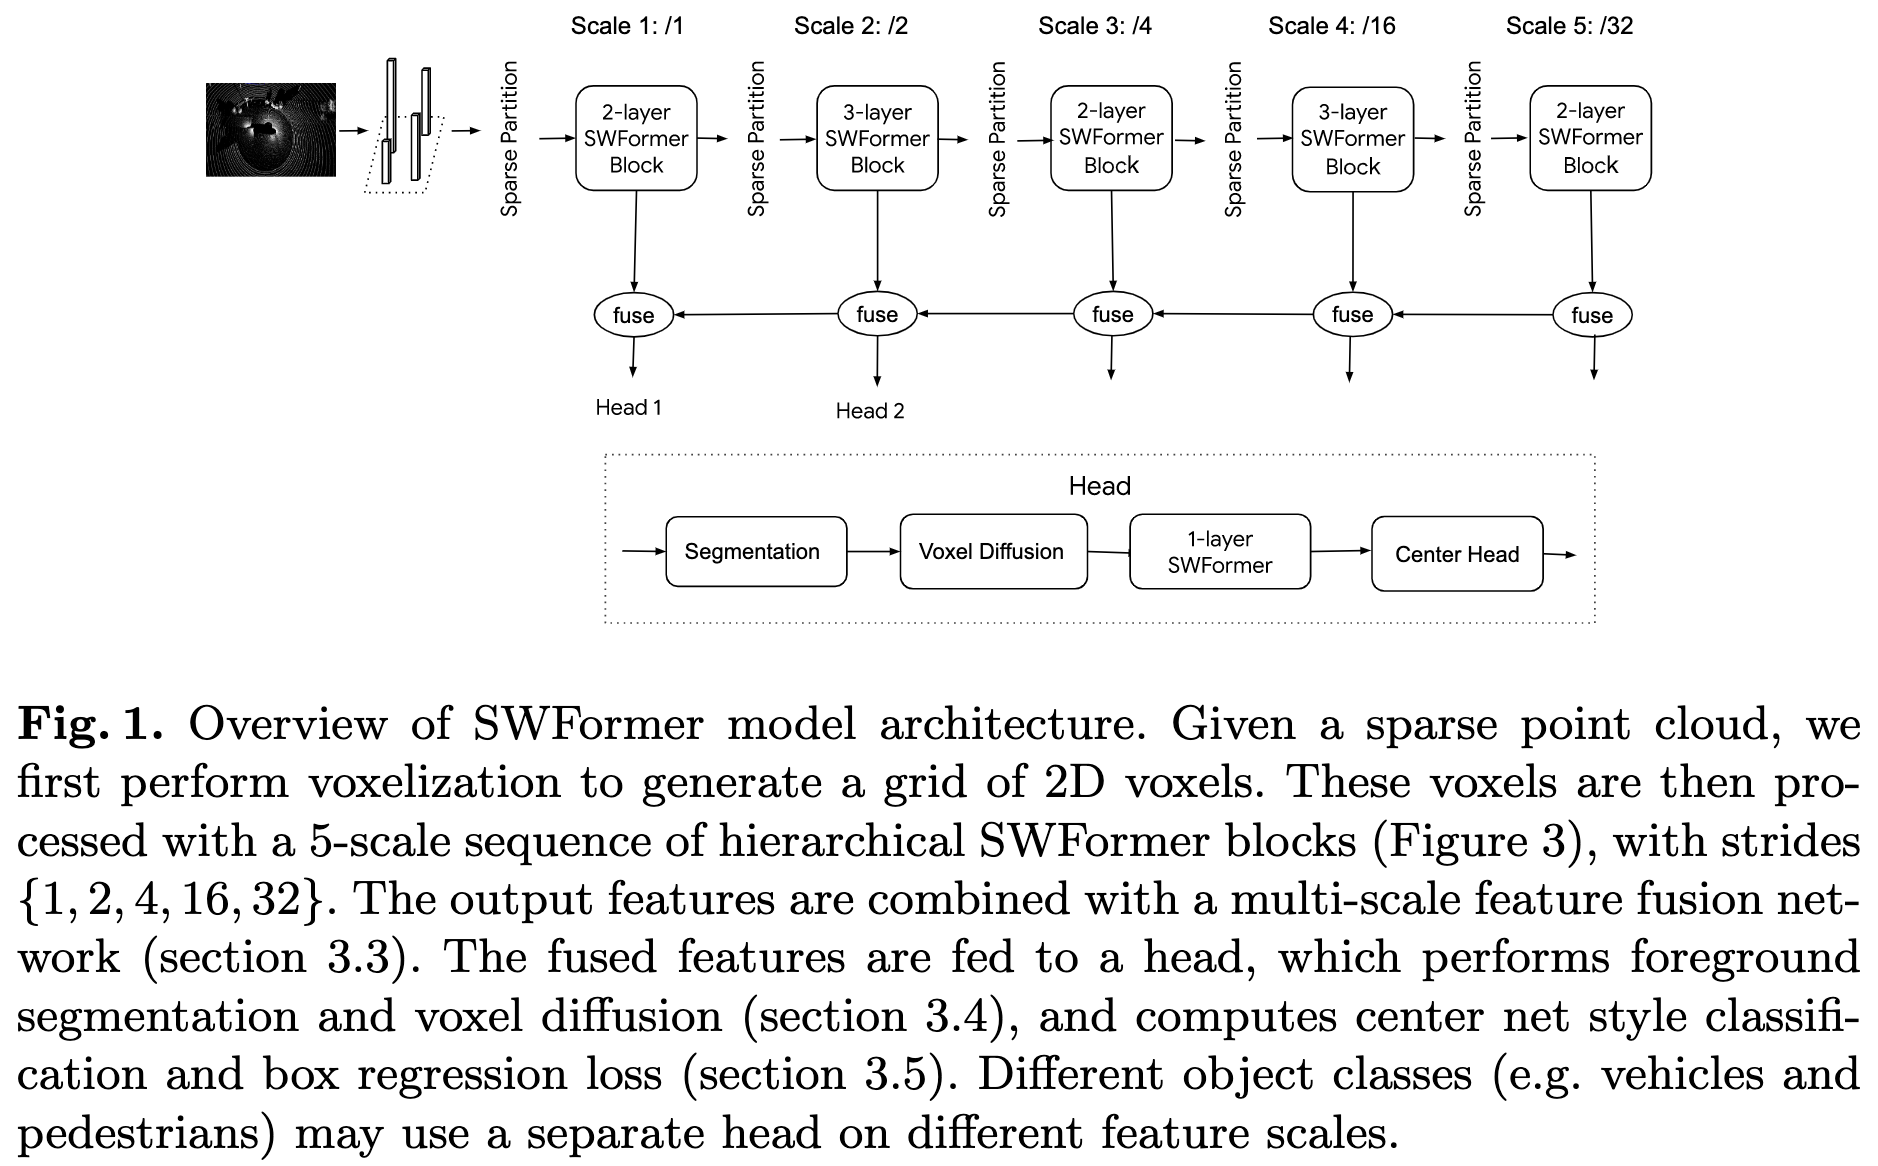 Scale 1: /1
Scale 2: /2
Scale 3: /4
Scale 4: /16
Scale 5: /32
Sparse Partition
2-layer
SWFormer
Block
Sparse Partition
3-layer
SWFormer
Block
Sparse Partition
2-layer
SWFormer
Block
Sparse Partition
3-layer
SWFormer
Block
Sparse Partition
2-layer
SWFormer
Block
fuse
fuse
fuse
fuse
fuse
Head 1
Head 2
Head
Segmentation
Voxel Diffusion
1-layer
SWFormer
Center Head
Fig. 1. Overview of SWFormer model architecture. Given a sparse point cloud, we
first perform voxelization to generate a grid of 2D voxels. These voxels are then pro-
cessed with a 5-scale sequence of hierarchical SWFormer blocks (Figure 3), with strides
{1, 2, 4, 16, 32}. The output features are combined with a multi-scale feature fusion net-
work (section 3.3). The fused features are fed to a head, which performs foreground
segmentation and voxel diffusion (section 3.4), and computes center net style classifi-
cation and box regression loss (section 3.5). Different object classes (e.g. vehicles and
pedestrians) may use a separate head on different feature scales.